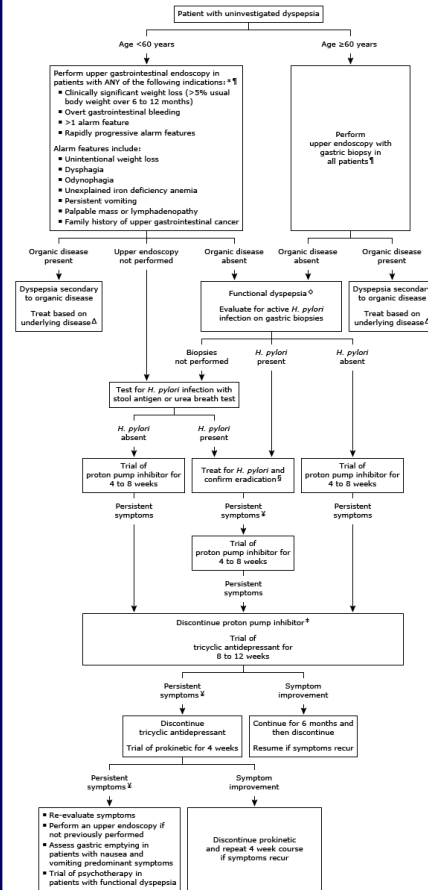 Patient with uninvestigated dyspepsia
Age <60 years
Age ≥60 years
Perform upper gastrointestinal endoscopy in
patients with ANY of the following indications:*¶
▪ Clinically significant weight loss (>5% usual
body weight over 6 to 12 months)
▪ Overt gastrointestinal bleeding
▪ >1 alarm feature
▪ Rapidly progressive alarm features
Alarm features include:
▪ Unintentional weight loss
▪ Dysphagia
▪ Odynophagia
▪ Unexplained iron deficiency anemia
▪ Persistent vomiting
▪ Palpable mass or lymphadenopathy
▪ Family history of upper gastrointestinal cancer
Perform
upper endoscopy with
gastric biopsy in
all patients¶
Organic disease
present
Upper endoscopy
not performed
Organic disease
absent
Organic disease
absent
Organic disease
present
Dyspepsia secondary
to organic disease
Treat based on
underlying diseaseΔ
Functional dyspepsia◊
Evaluate for active H. pylori
infection on gastric biopsies
Dyspepsia secondary
to organic disease
Treat based on
underlying diseaseΔ
Biopsies
not performed
H. pylori
present
H. pylori
absent
Test for H. pylori infection with
stool antigen or urea breath test
H. pylori
absent
H. pylori
present
Trial of
proton pump inhibitor for
4 to 8 weeks
Treat for H. pylori and
confirm eradication§
Trial of
proton pump inhibitor for
4 to 8 weeks
Persistent
symptoms
Persistent
symptoms¥
Persistent
symptoms
Trial of
proton pump inhibitor for
4 to 8 weeks
Persistent
symptoms
Discontinue proton pump inhibitor‡
Trial of
tricyclic antidepressant for
8 to 12 weeks
Persistent
symptoms¥
Symptom
improvement
Discontinue
tricyclic antidepressant
Trial of prokinetic for 4 weeks
Continue for 6 months and
then discontinue
Resume if symptoms recur
Persistent
symptoms¥
Symptom
improvement
▪ Re-evaluate symptoms
▪ Perform an upper endoscopy if
not previously performed
▪ Assess gastric emptying in
patients with nausea and
vomiting predominant symptoms
▪ Trial of psychotherapy in
patients with functional dyspepsia
Discontinue prokinetic
and repeat 4 week course
if symptoms recur